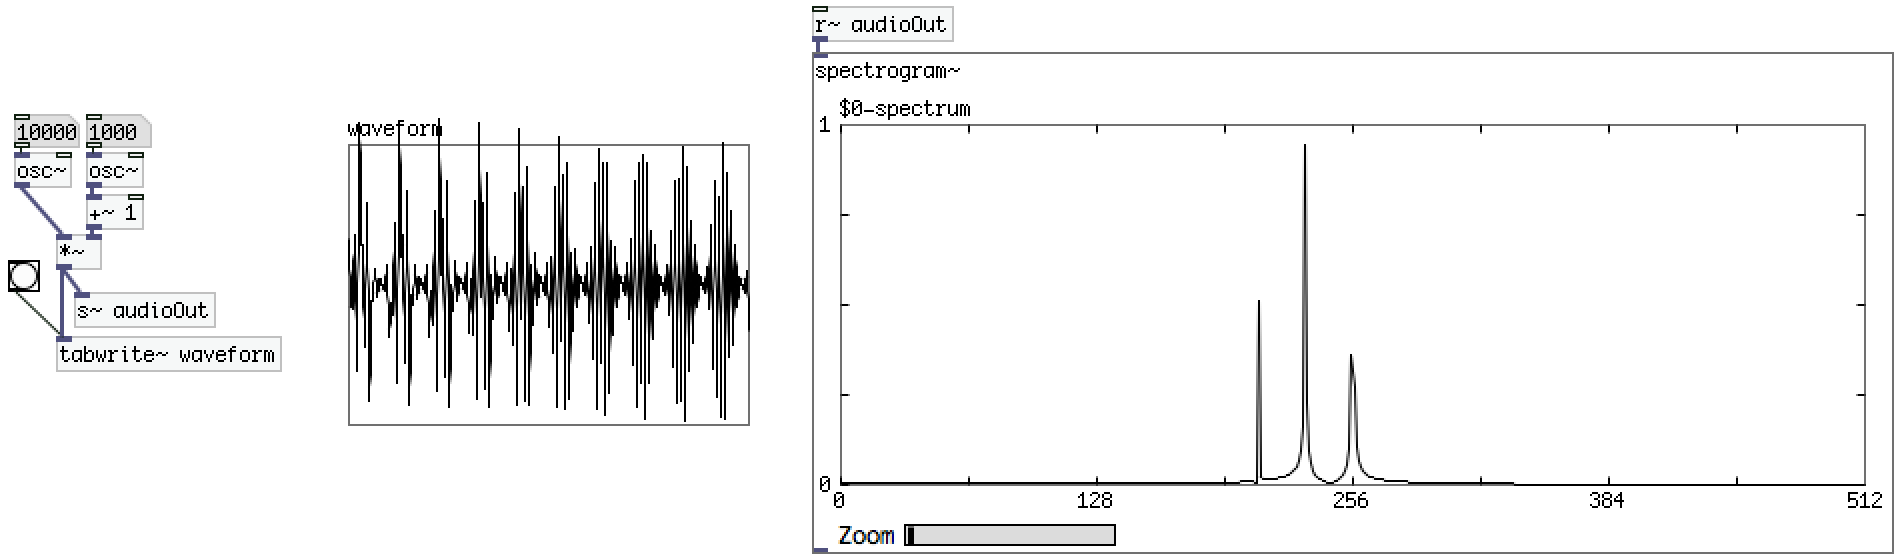 10000 1000
osc~ osc~
+~ 1
*~
s~ audioOut
tabwrite~ waveform
waveform
r~ audioOut
spectrogram~
$0-spectrum
1
0
0 128 256 384 512
Zoom